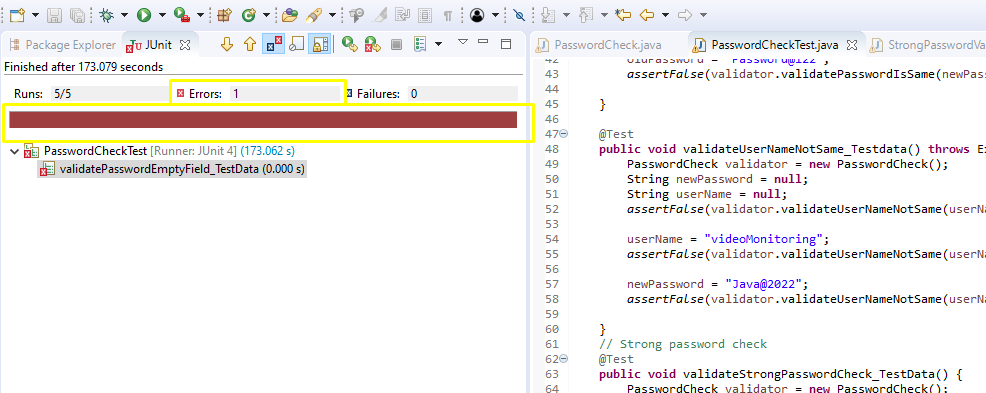 Package Explorer JUnit
Finished after 173.079 seconds
Runs: 5/5 Errors: 1 Failures: 0
PasswordCheckTest [Runner: JUnit 4] (173.062 s)
validatePasswordEmptyField_TestData (0.000 s)
PasswordCheck.java PasswordCheckTest.java StrongPasswordVa
42 oldPassword = "Password@122";
43 assertFalse(validator.validatePasswordIsSame(newPas
44
45 }
46
47 @Test
48 public void validateUserNameNotSame_Testdata() throws Ex
49 PasswordCheck validator = new PasswordCheck();
50 String newPassword = null;
51 String userName = null;
52 assertFalse(validator.validateUserNameNotSame(userNa
53
54 userName = "videoMonitoring";
55 assertFalse(validator.validateUserNameNotSame(userNa
56
57 newPassword = "Java@2022";
58 assertFalse(validator.validateUserNameNotSame(userNa
59
60 }
61 // Strong password check
62 @Test
63 public void validateStrongPasswordCheck_TestData() {
64 PasswordCheck validator = new PasswordCheck();